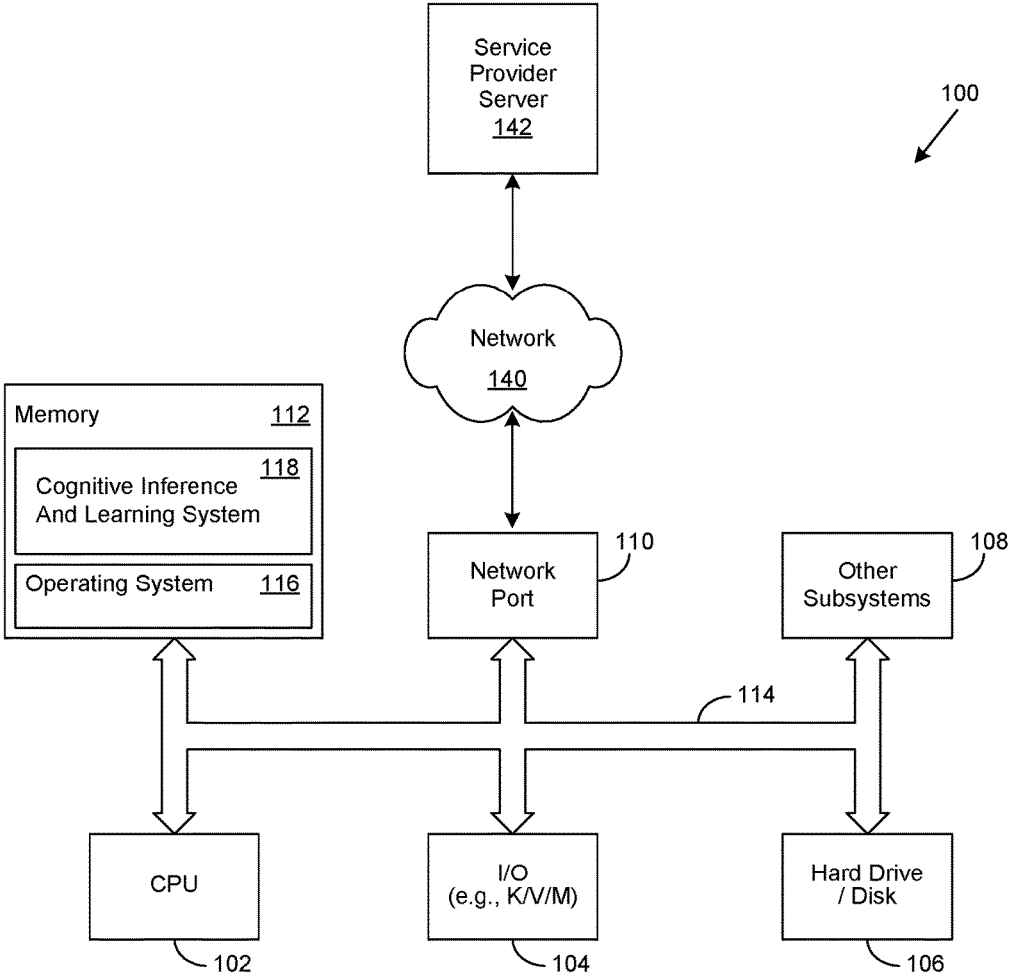 Service
Provider
Server
142
100
Network
140
Memory 112
118
Cognitive Inference
And Learning System
Operating System 116
Network
Port
110
Other
Subsystems
108
114
CPU
102
I/O
(e.g., K/V/M)
104
Hard Drive
/ Disk
106